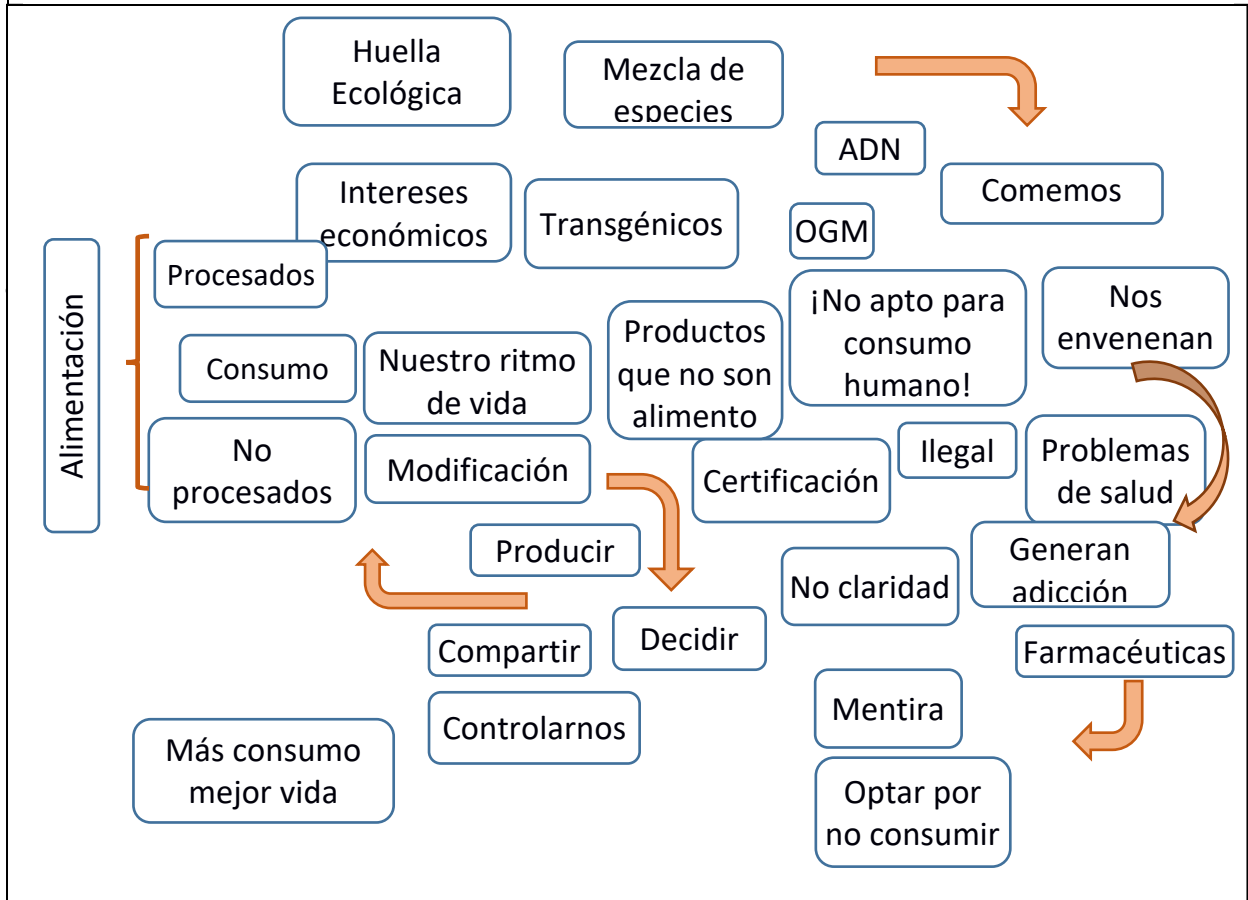 Huella
Ecológica
Mezcla de
especies
ADN
Comemos
Intereses
económicos
Transgénicos
OGM
Alimentación
Procesados
¡No apto para
consumo
humano!
Nos
envenenan
Consumo
Nuestro ritmo
de vida
Productos
que no son
alimento
No
procesados
Modificación
Certificación
Ilegal
Problemas
de salud
Producir
No claridad
Generan
adicción
Compartir
Decidir
Farmacéuticas
Controlarnos
Mentira
Más consumo
mejor vida
Optar por
no consumir